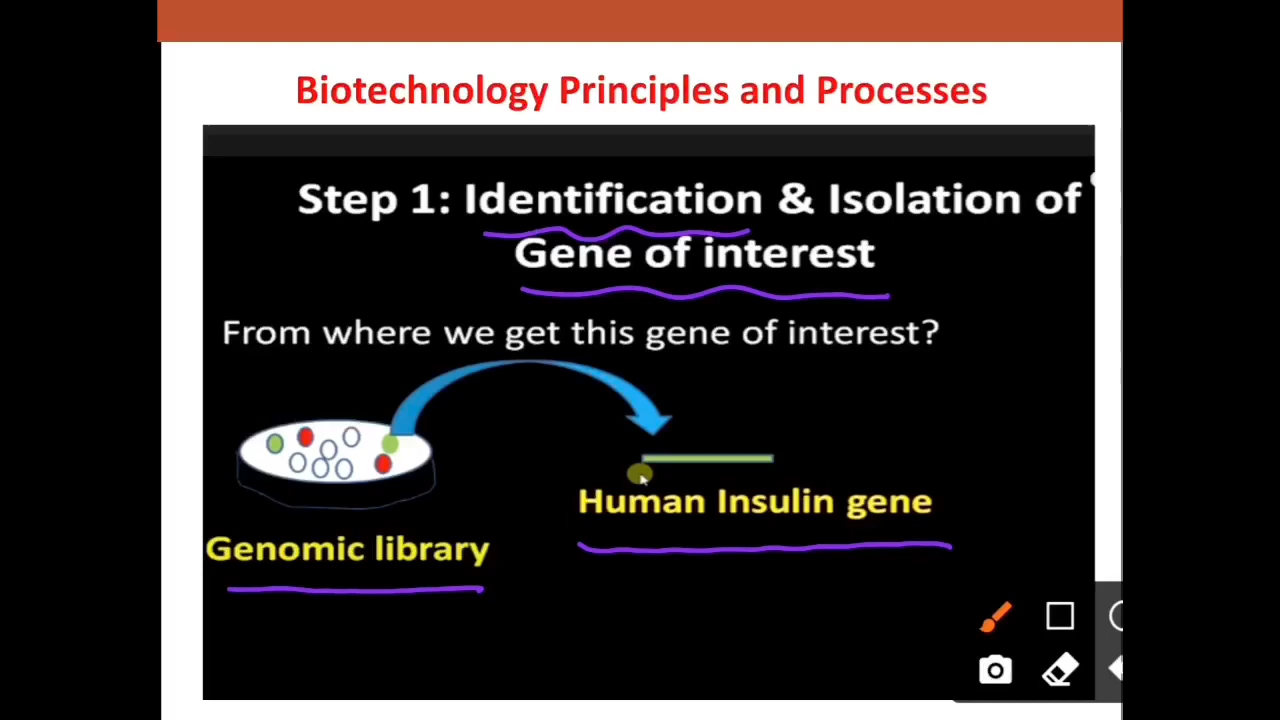 Biotechnology Principles and Processes
Step 1: Identification & Isolation of
Gene of interest
From where we get this gene of interest?
Human Insulin gene
Genomic library